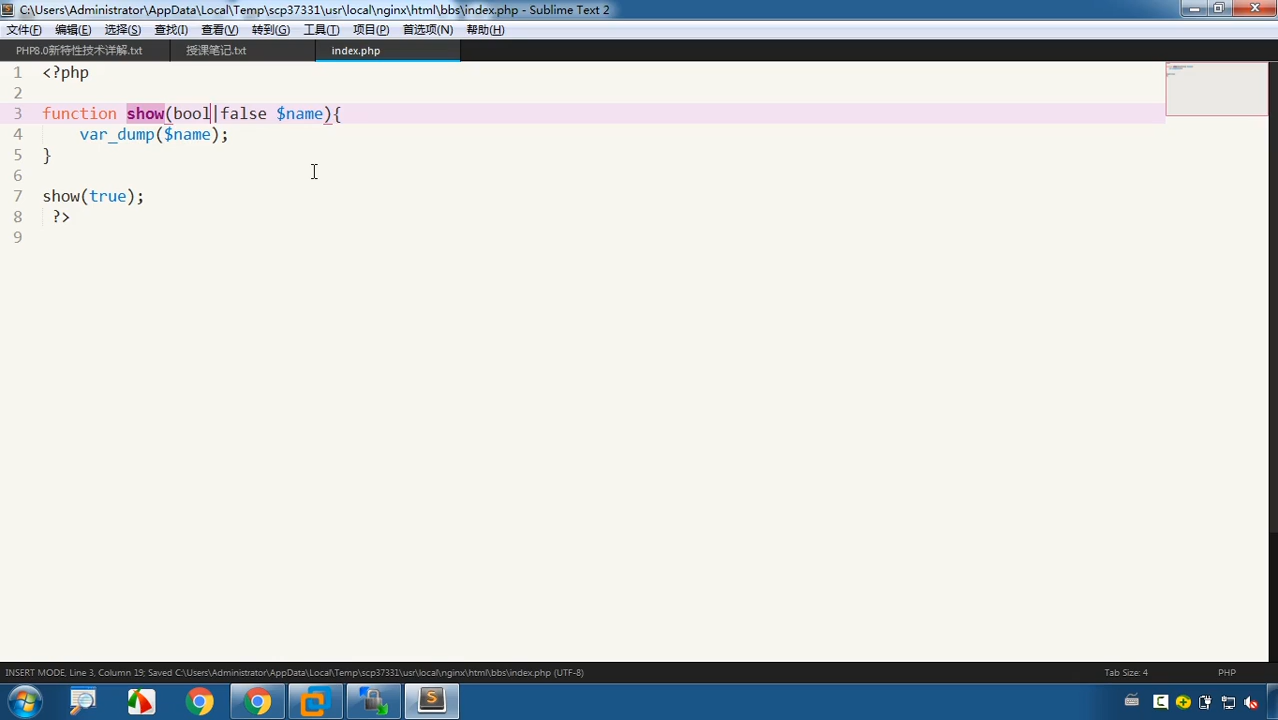 C:\Users\Administrator\AppData\Local\Temp\scp37331\usr\local\nginx\html\bbs\index.php - Sublime Text 2
文件(F) 编辑(E) 选择(S) 查找(I) 查看(V) 转到(G) 工具(T) 项目(P) 首选项(N) 帮助(H)
PHP8.0新特性技术详解.txt 授课笔记.txt index.php
1 <?php
2
3 function show(bool|false $name){
4 var_dump($name);
5 }
6
7 show(true);
8 ?>
9
INSERT MODE, Line 3, Column 19; Saved C:\Users\Administrator\AppData\Local\Temp\scp37331\usr\local\nginx\html\bbs\index.php (UTF-8) Tab Size: 4 PHP